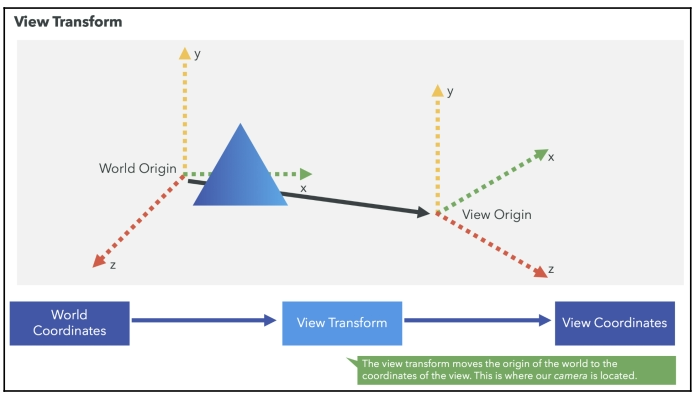 View Transform
y
y
World Origin
x
x
View Origin
z
z
World
Coordinates
View Transform
View Coordinates
The view transform moves the origin of the world to the
coordinates of the view. This is where our camera is located.